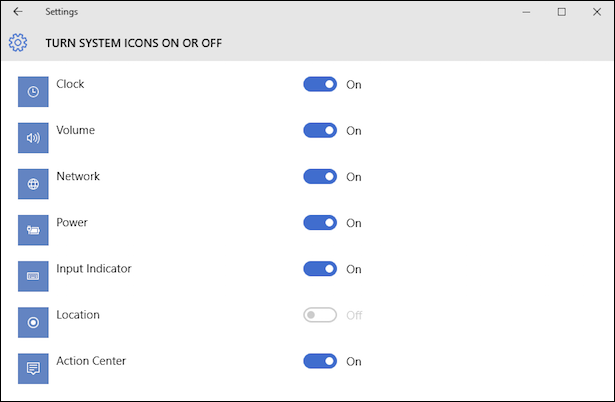 Settings
TURN SYSTEM ICONS ON OR OFF
Clock On
Volume On
Network On
Power On
Input Indicator On
Location Off
Action Center On